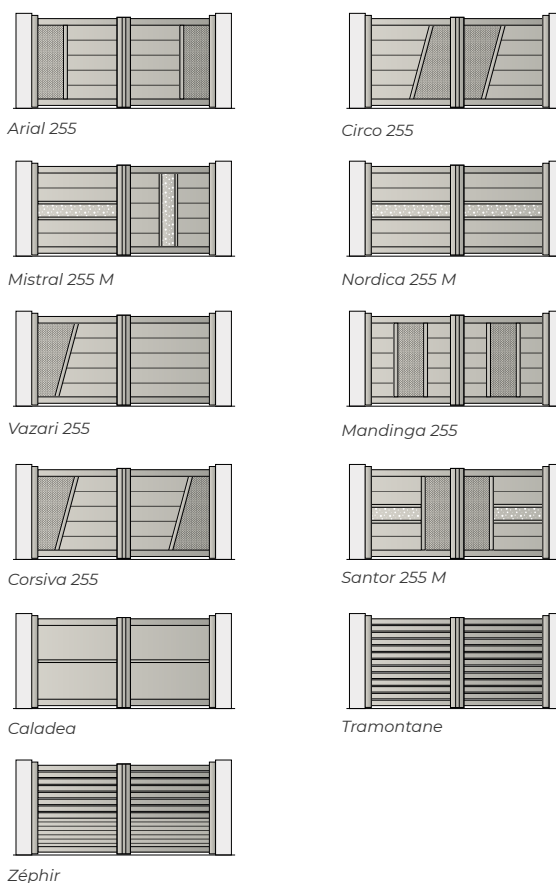 Arial 255
Circo 255
Mistral 255 M
Nordica 255 M
Vazari 255
Mandinga 255
Corsiva 255
Santor 255 M
Caladea
Tramontane
Zéphir